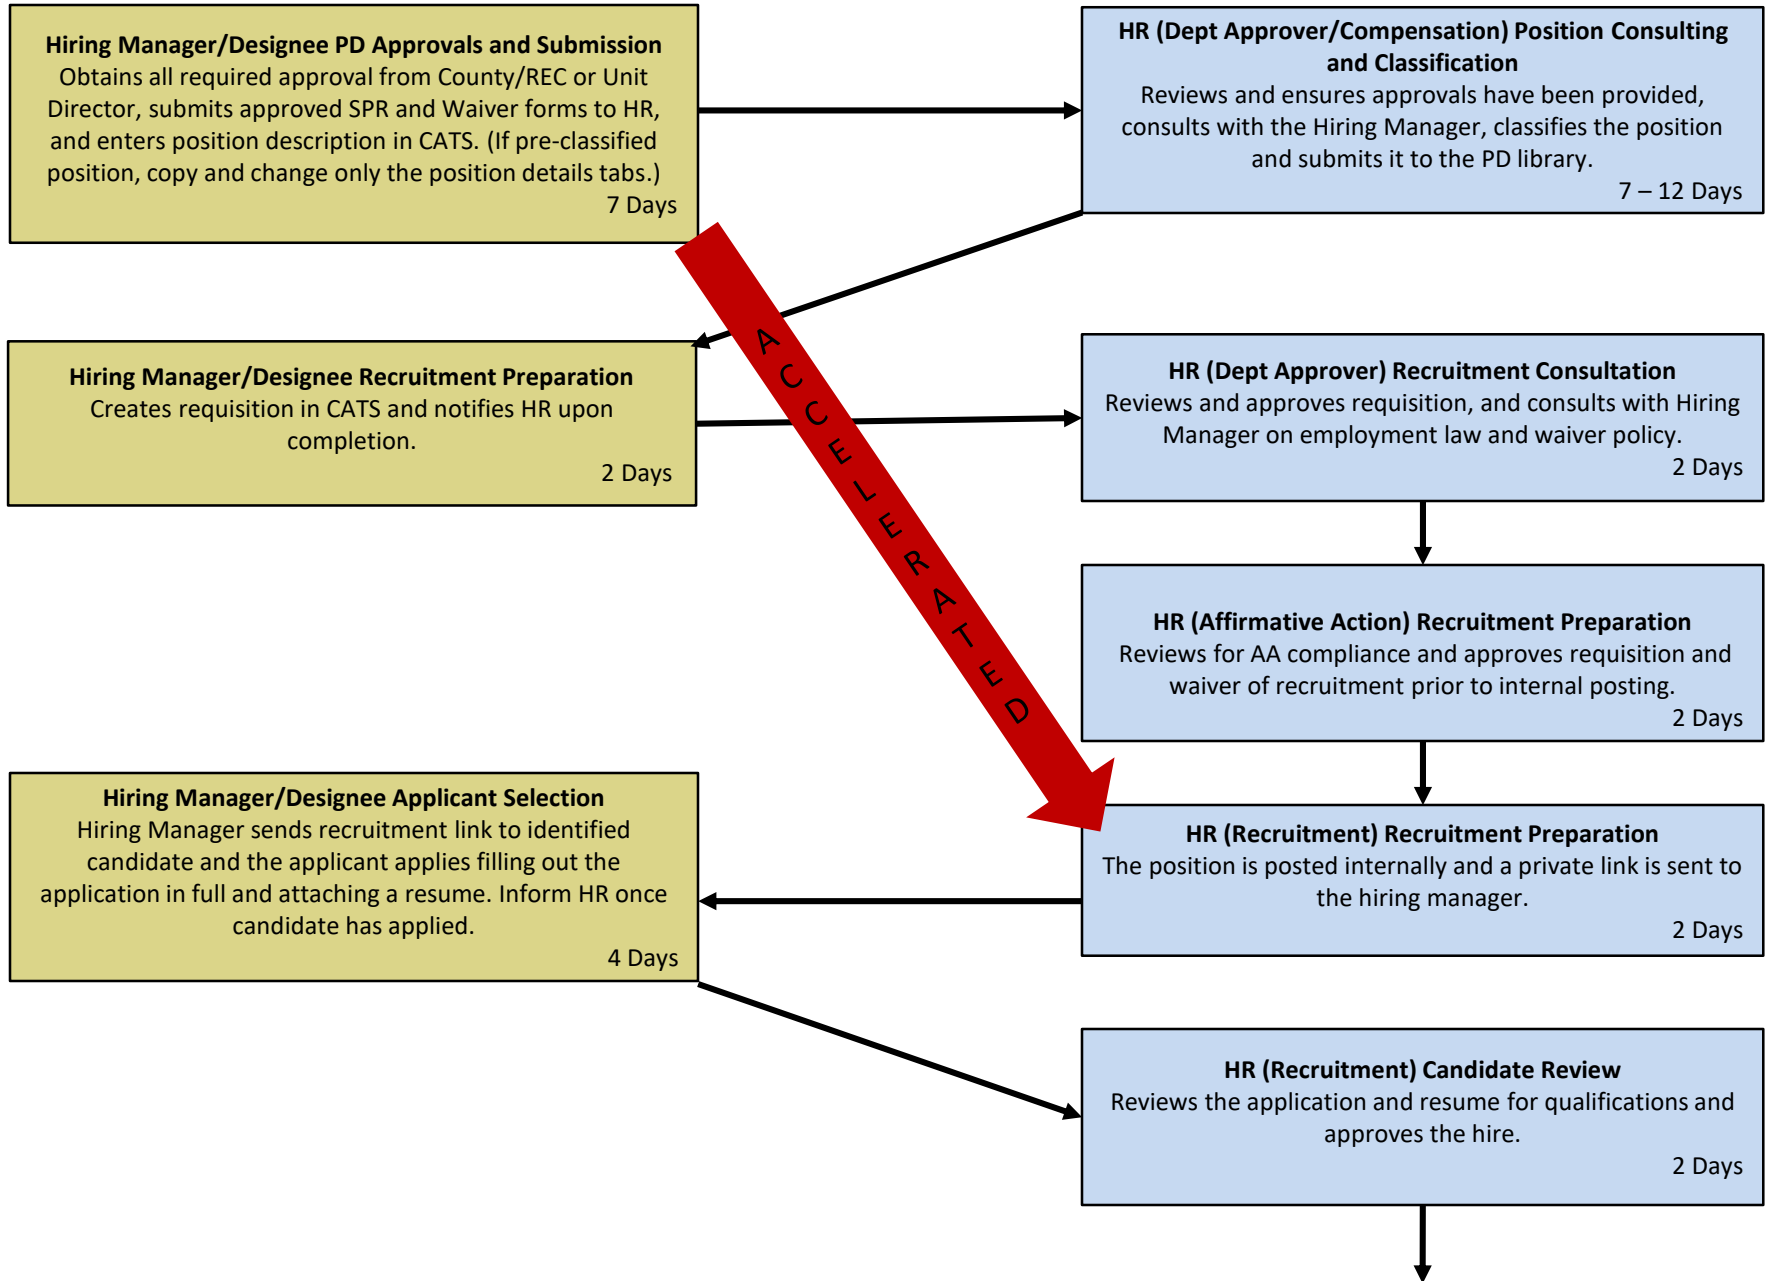 Hiring Manager/Designee PD Approvals and Submission
Obtains all required approval from County/REC or Unit
Director, submits approved SPR and Waiver forms to HR,
and enters position description in CATS. (If pre-classified
position, copy and change only the position details tabs.)
7 Days
HR (Dept Approver/Compensation) Position Consulting
and Classification
Reviews and ensures approvals have been provided,
consults with the Hiring Manager, classifies the position
and submits it to the PD library.
7 – 12 Days
ACCELERATED
Hiring Manager/Designee Recruitment Preparation
Creates requisition in CATS and notifies HR upon
completion.
2 Days
HR (Dept Approver) Recruitment Consultation
Reviews and approves requisition, and consults with Hiring
Manager on employment law and waiver policy.
2 Days
HR (Affirmative Action) Recruitment Preparation
Reviews for AA compliance and approves requisition and
waiver of recruitment prior to internal posting.
2 Days
HR (Recruitment) Recruitment Preparation
The position is posted internally and a private link is sent to
the hiring manager.
2 Days
Hiring Manager/Designee Applicant Selection
Hiring Manager sends recruitment link to identified
candidate and the applicant applies filling out the
application in full and attaching a resume. Inform HR once
candidate has applied.
4 Days
HR (Recruitment) Candidate Review
Reviews the application and resume for qualifications and
approves the hire.
2 Days